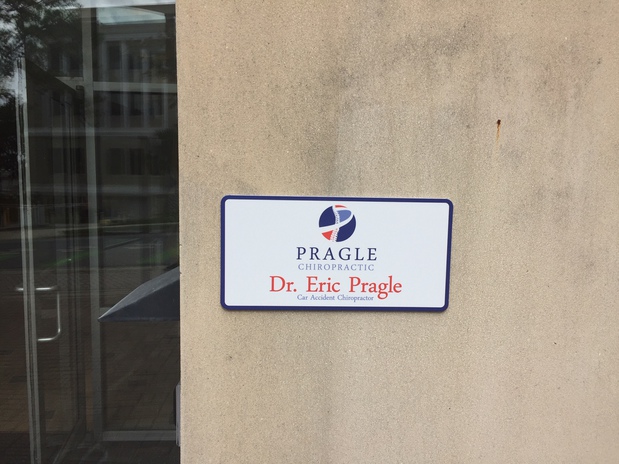 PRAGLE
CHIROPRACTIC
Dr. Eric Pragle
Car Accident Chiropractor